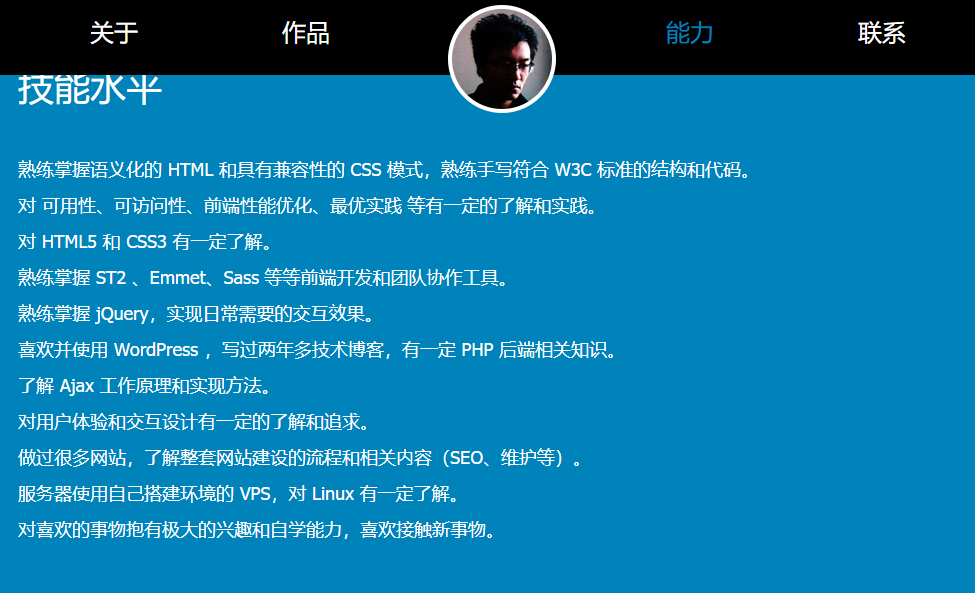 关于 作品 能力 联系
技能水平
熟练掌握语义化的 HTML 和具有兼容性的 CSS 模式，熟练手写符合 W3C 标准的结构和代码。
对 可用性、可访问性、前端性能优化、最优实践 等有一定的了解和实践。
对 HTML5 和 CSS3 有一定了解。
熟练掌握 ST2 、Emmet、Sass 等等前端开发和团队协作工具。
熟练掌握 jQuery，实现日常需要的交互效果。
喜欢并使用 WordPress ，写过两年多技术博客，有一定 PHP 后端相关知识。
了解 Ajax 工作原理和实现方法。
对用户体验和交互设计有一定的了解和追求。
做过很多网站，了解整套网站建设的流程和相关内容（SEO、维护等）。
服务器使用自己搭建环境的 VPS，对 Linux 有一定了解。
对喜欢的事物抱有极大的兴趣和自学能力，喜欢接触新事物。